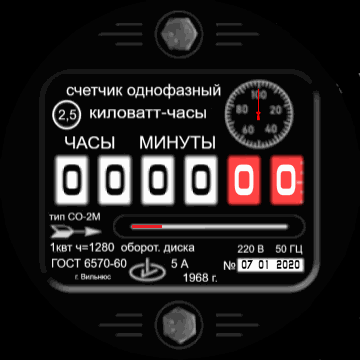 счетчик однофазный
2,5 киловатт-часы
100
80 20
60 40
ЧАСЫ МИНУТЫ
0 0 0 0 0 0
тип СО-2М
1квт ч=1280 оборот. диска 220 В 50 ГЦ
ГОСТ 6570-60 5 А № 07 01 2020
г. Вильнюс 1968 г.